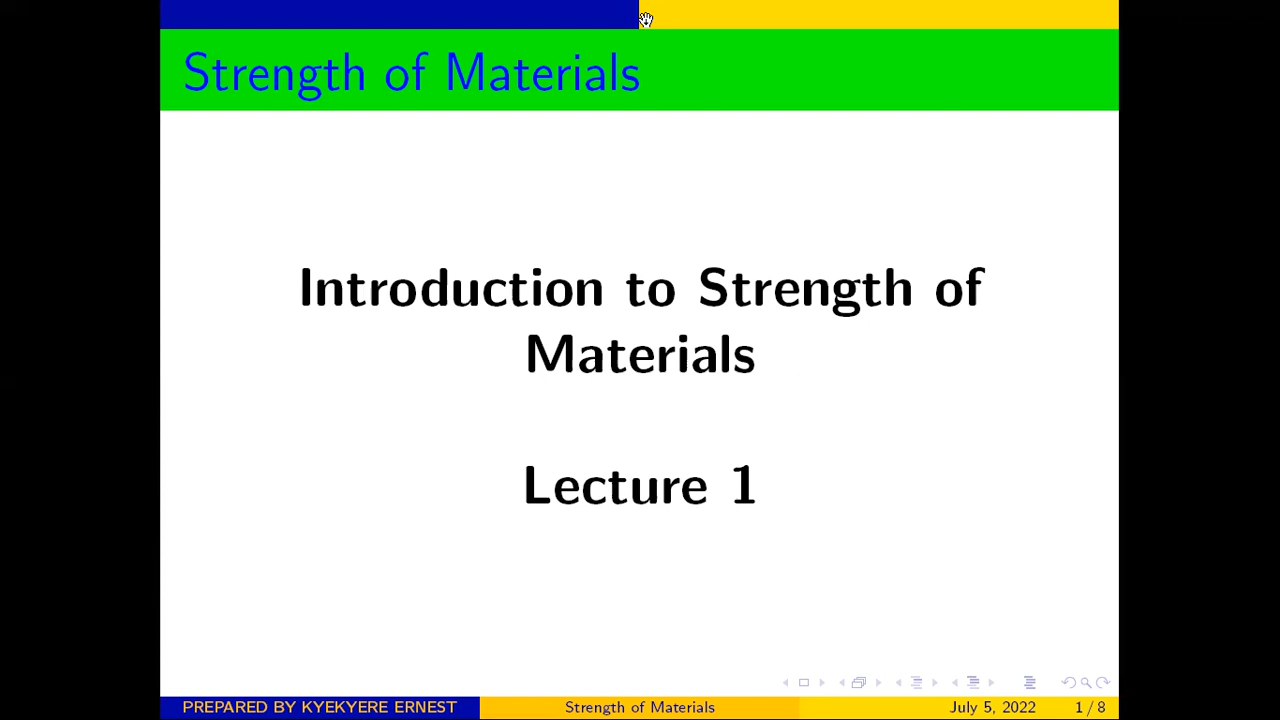 Strength of Materials
Introduction to Strength of
Materials
Lecture 1
PREPARED BY KYEKYERE ERNEST
Strength of Materials
July 5, 2022
1 / 8